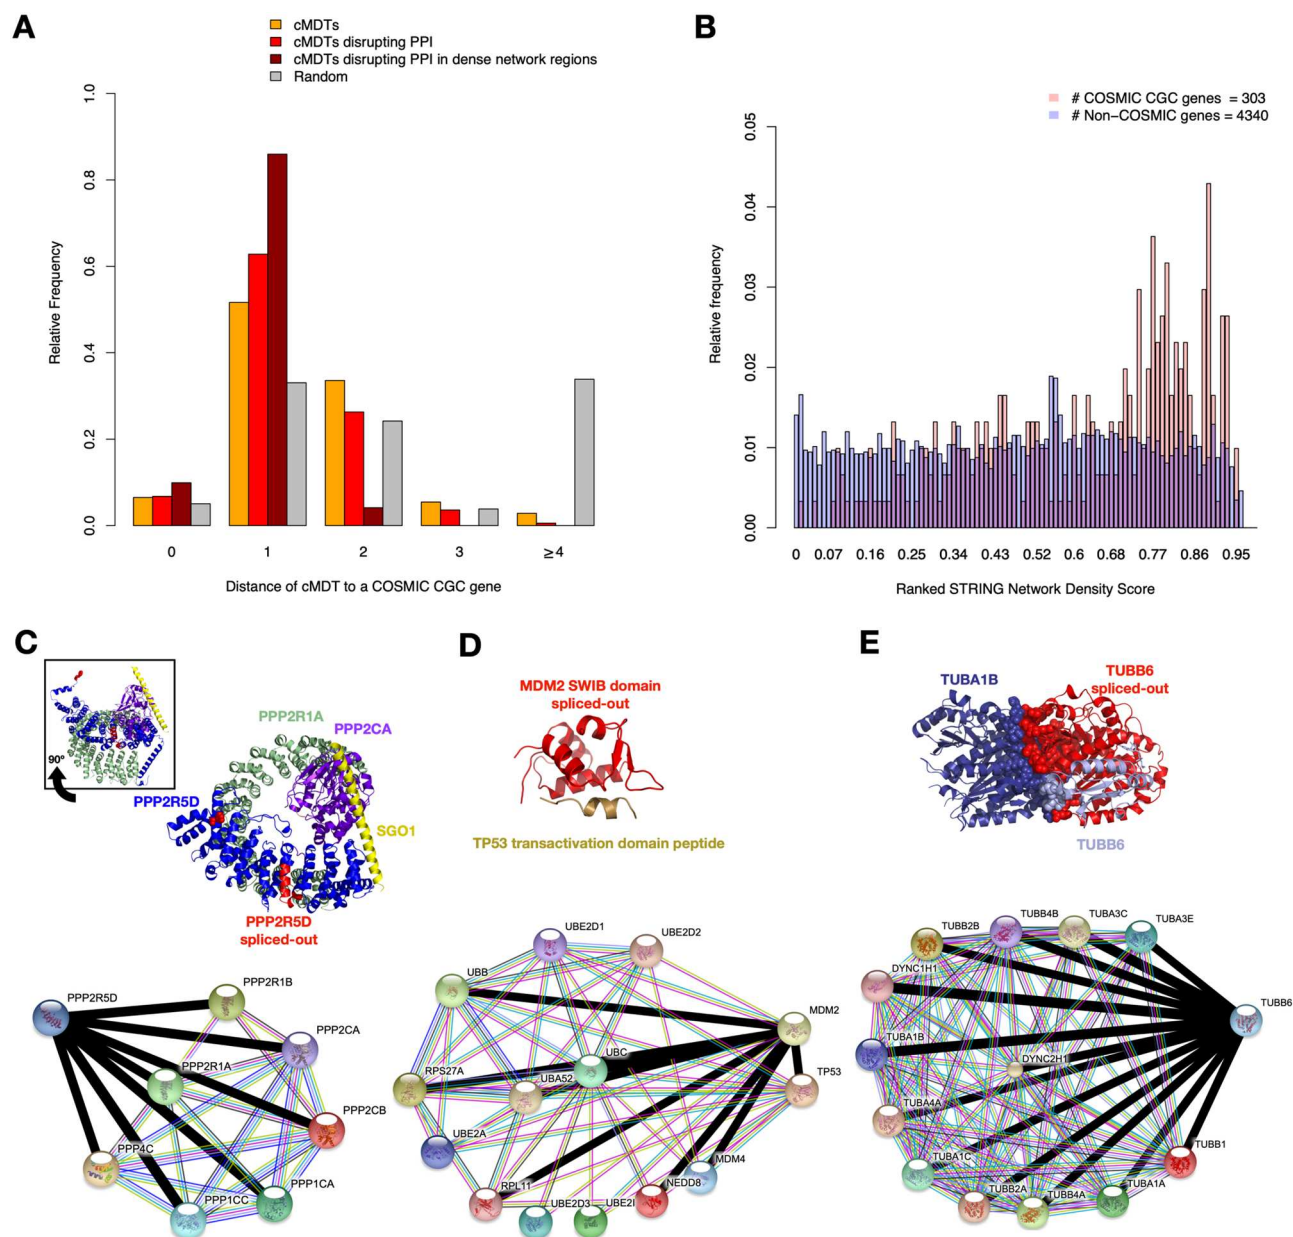 A
cMDTs
cMDTs disrupting PPI
cMDTs disrupting PPI in dense network regions
Random
Relative Frequency
1.0
0.8
0.6
0.4
0.2
0.0
0 1 2 3 ≥4
Distance of cMDT to a COSMIC CGC gene
B
# COSMIC CGC genes = 303
# Non−COSMIC genes = 4340
Relative frequency
0.05
0.04
0.03
0.02
0.01
0.00
0 0.07 0.16 0.25 0.34 0.43 0.52 0.6 0.68 0.77 0.86 0.95
Ranked STRING Network Density Score
C
90°
PPP2R1A
PPP2CA
PPP2R5D
SGO1
PPP2R5D
spliced-out
PPP2R5D
PPP2R1B
PPP2CA
PPP2R1A
PPP2CB
PPP4C
PPP1CA
PPP1CC
D
MDM2 SWIB domain
spliced-out
TP53 transactivation domain peptide
UBE2D1
UBE2D2
UBB
MDM2
UBC
RPS27A
UBA52
TP53
UBE2A
MDM4
RPL11
NEDD8
UBE2D3
UBE2I
E
TUBA1B
TUBB6
spliced-out
TUBB6
TUBB2B
TUBB4B
TUBA3C
TUBA3E
DYNC1H1
TUBB6
TUBA1B
DYNC2H1
TUBA4A
TUBB1
TUBA1C
TUBB2A
TUBB4A
TUBA1A